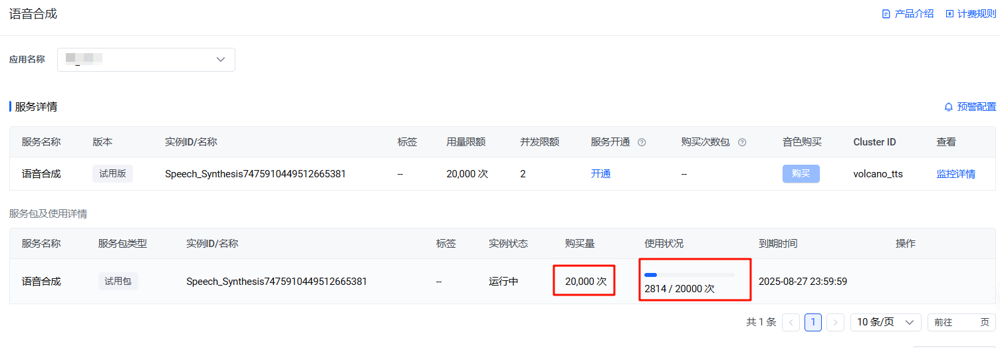 语音合成 产品介绍 计费规则
应用名称
服务详情 预警配置
服务名称 版本 实例ID/名称 标签 用量限额 并发限额 服务开通 购买次数包 音色购买 Cluster ID 查看
语音合成 试用版 Speech_Synthesis7475910449512665381 -- 20,000 次 2 开通 -- 购买 volcano_tts 监控详情
服务包及使用详情
服务名称 服务包类型 实例ID/名称 标签 实例状态 购买量 使用状况 到期时间 操作
语音合成 试用包 Speech_Synthesis7475910449512665381 -- 运行中 20,000 次 2814 / 20000 次 2025-08-27 23:59:59
共 1 条 1 10 条/页 前往 页